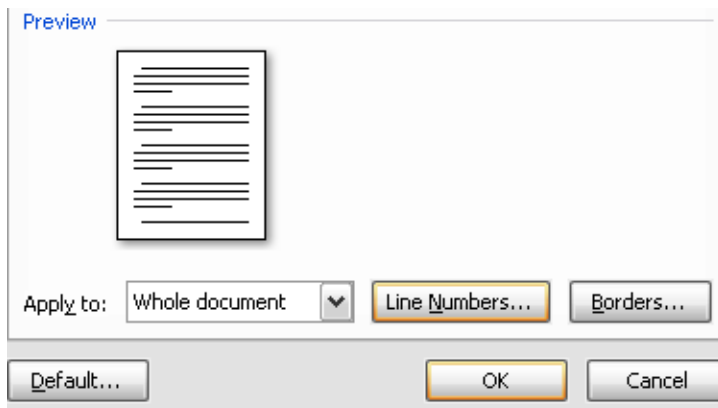 Preview
Apply to: Whole document Line Numbers... Borders...
Default... OK Cancel